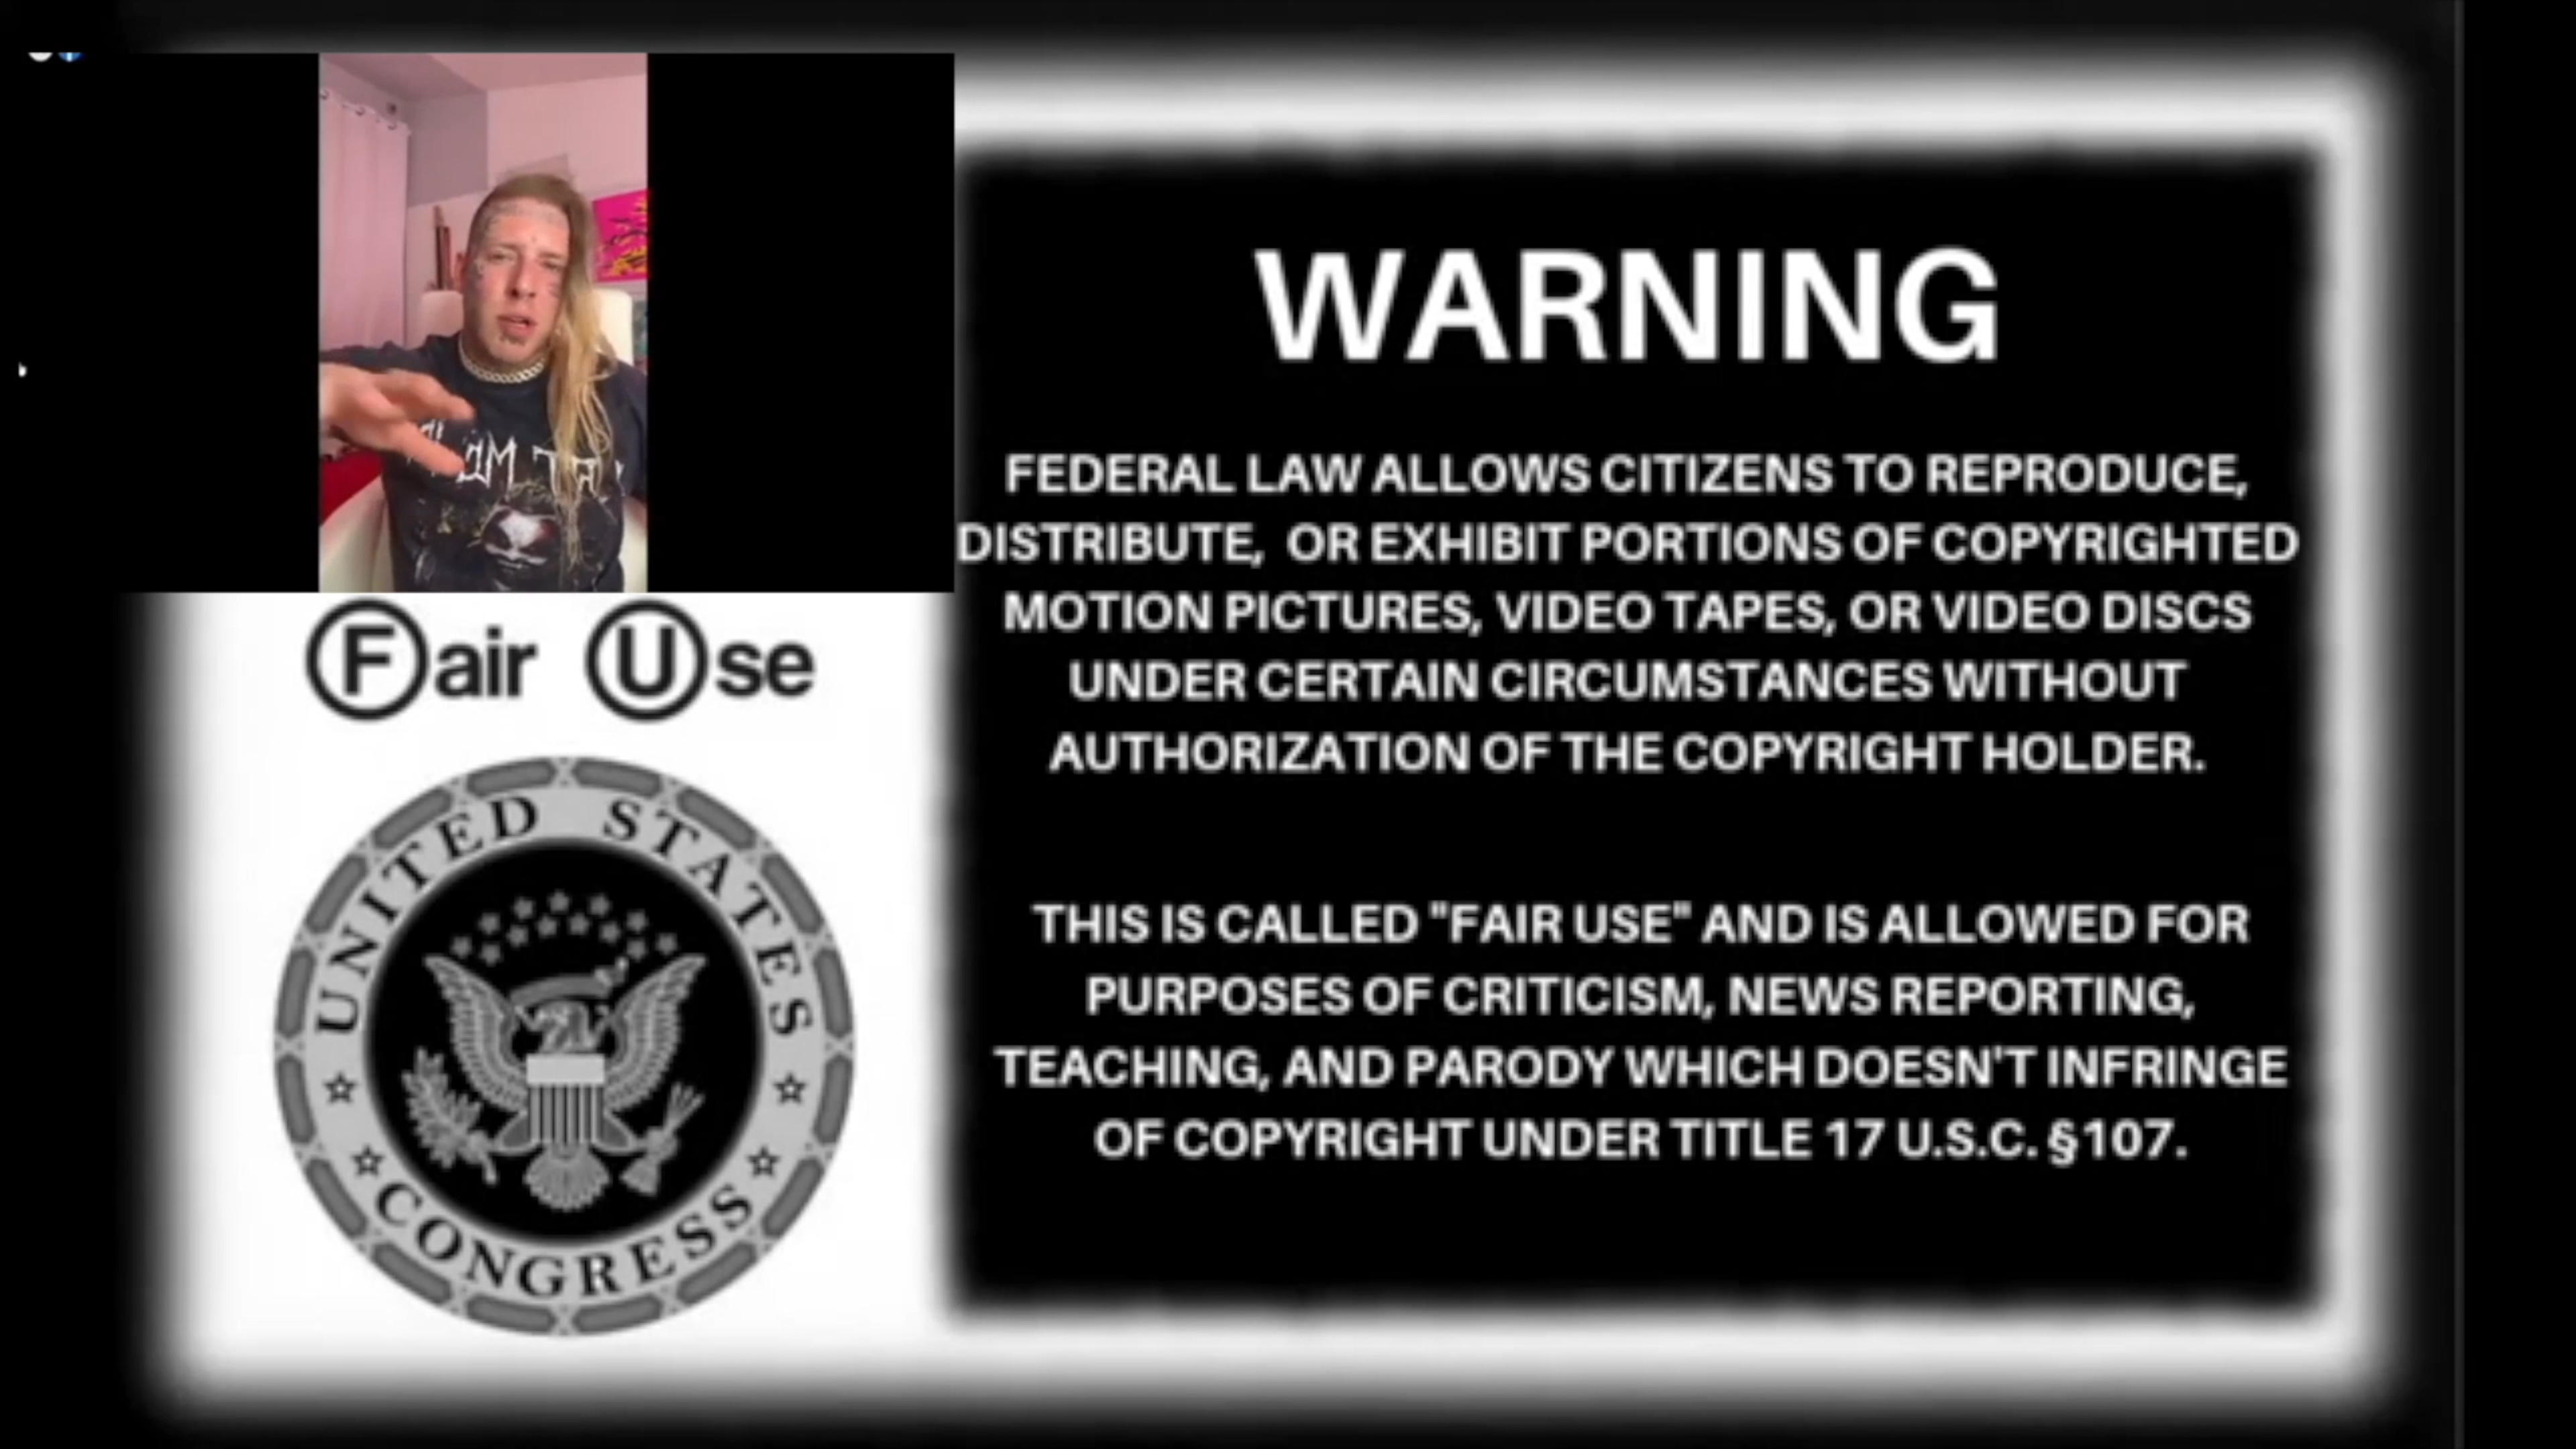 Fair Use
UNITED STATES
CONGRESS
WARNING
FEDERAL LAW ALLOWS CITIZENS TO REPRODUCE,
DISTRIBUTE, OR EXHIBIT PORTIONS OF COPYRIGHTED
MOTION PICTURES, VIDEO TAPES, OR VIDEO DISCS
UNDER CERTAIN CIRCUMSTANCES WITHOUT
AUTHORIZATION OF THE COPYRIGHT HOLDER.
THIS IS CALLED "FAIR USE" AND IS ALLOWED FOR
PURPOSES OF CRITICISM, NEWS REPORTING,
TEACHING, AND PARODY WHICH DOESN'T INFRINGE
OF COPYRIGHT UNDER TITLE 17 U.S.C. §107.